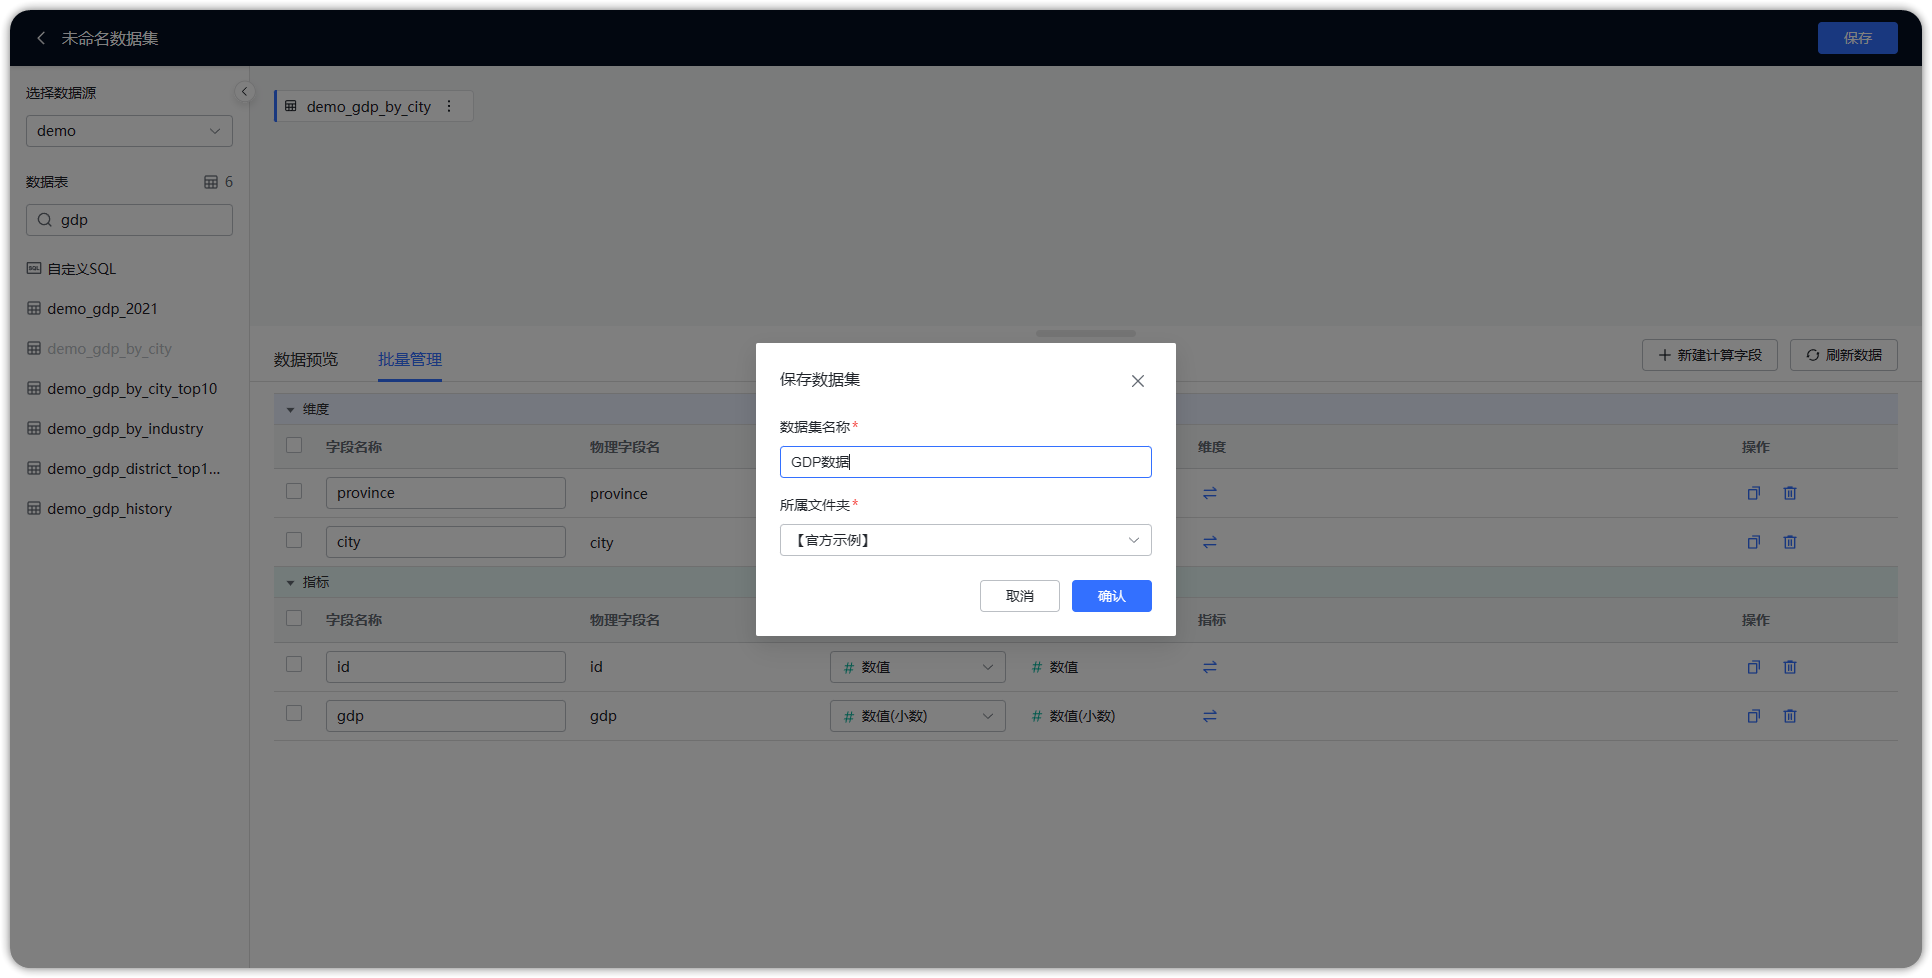 未命名数据集
保存
选择数据源
demo
数据表 6
gdp
自定义SQL
demo_gdp_2021
demo_gdp_by_city
demo_gdp_by_city_top10
demo_gdp_by_industry
demo_gdp_district_top1...
demo_gdp_history
demo_gdp_by_city
数据预览 批量管理
新建计算字段 刷新数据
维度
字段名称 物理字段名 维度 操作
province province
city city
指标
字段名称 物理字段名 指标 操作
id id # 数值 # 数值
gdp gdp # 数值(小数) # 数值(小数)
保存数据集
数据集名称*
GDP数据
所属文件夹*
【官方示例】
取消 确认